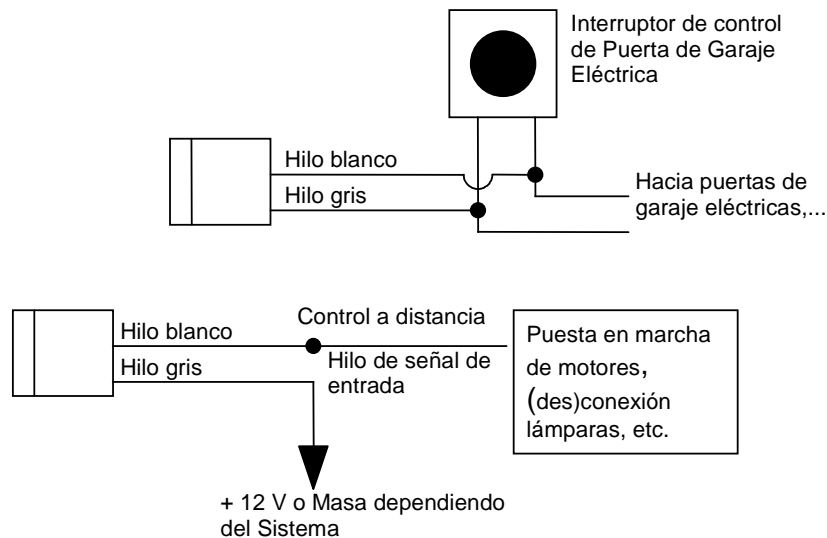 Interruptor de control
de Puerta de Garaje
Eléctrica
Hilo blanco
Hilo gris
Hacia puertas de
garaje eléctricas,...
Control a distancia
Hilo blanco
Hilo gris
Hilo de señal de
entrada
Puesta en marcha
de motores,
(des)conexión
lámparas, etc.
+ 12 V o Masa dependiendo
del Sistema